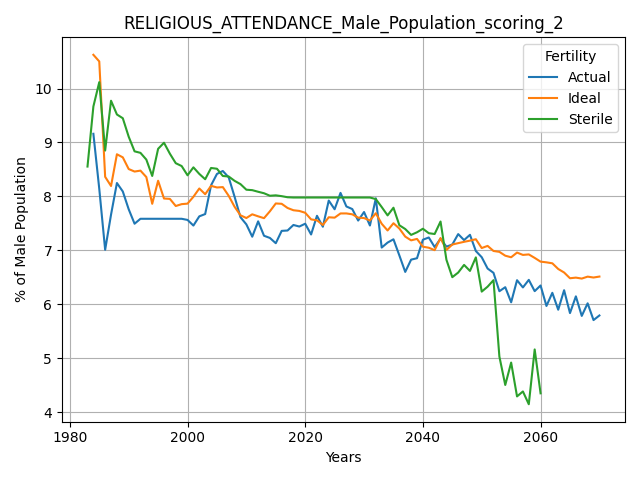 RELIGIOUS_ATTENDANCE_Male_Population_scoring_2
Fertility
Actual
Ideal
Sterile
% of Male Population
10
9
8
7
6
5
4
1980
2000
2020
2040
2060
Years